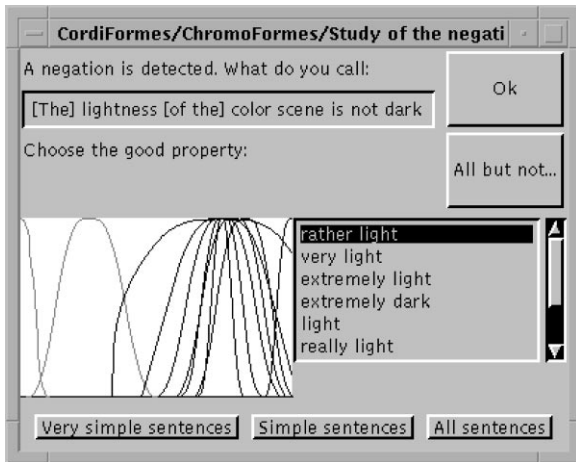 CordiFormes/ChromoFormes/Study of the negati
A negation is detected. What do you call:
[The] lightness [of the] color scene is not dark
Ok
Choose the good property:
All but not...
rather light
very light
extremely light
extremely dark
light
really light
Very simple sentences
Simple sentences
All sentences